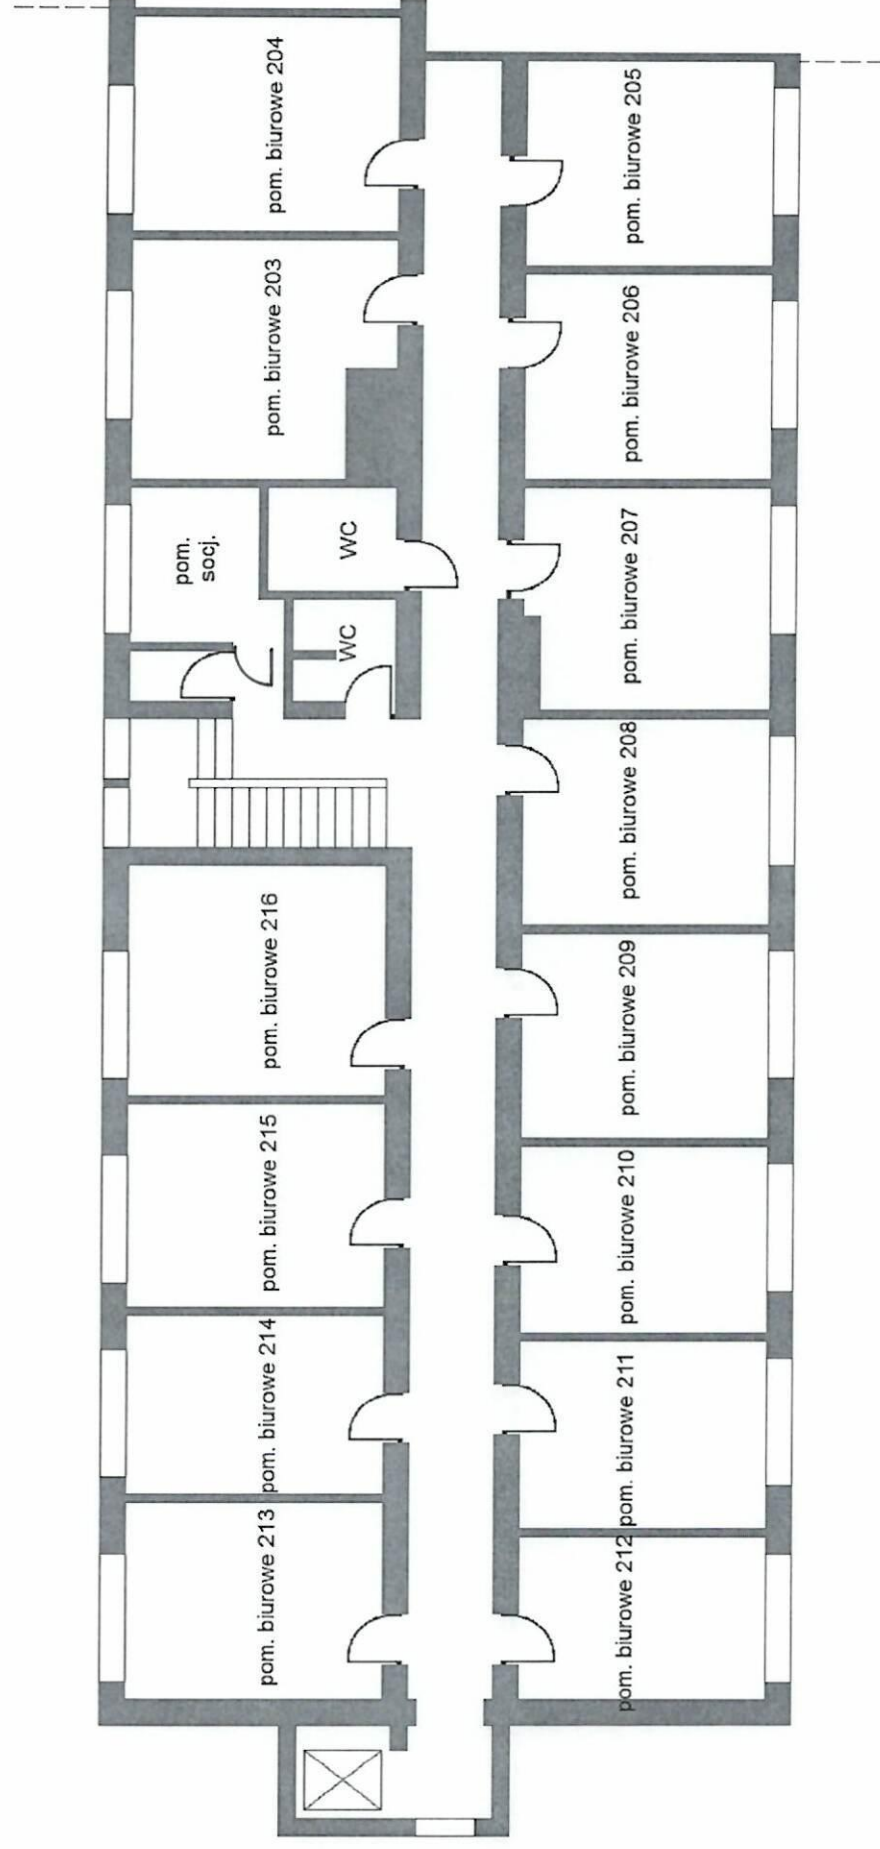 pom. biurowe 204
pom. biurowe 203
pom.
socj.
WC
WC
pom. biurowe 216
pom. biurowe 215
pom. biurowe 214
pom. biurowe 213
pom. biurowe 205
pom. biurowe 206
pom. biurowe 207
pom. biurowe 208
pom. biurowe 209
pom. biurowe 210
pom. biurowe 211
pom. biurowe 212